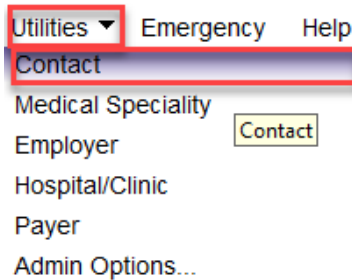 Utilities ▼ Emergency Help
Contact
Medical Speciality
Contact
Employer
Hospital/Clinic
Payer
Admin Options...